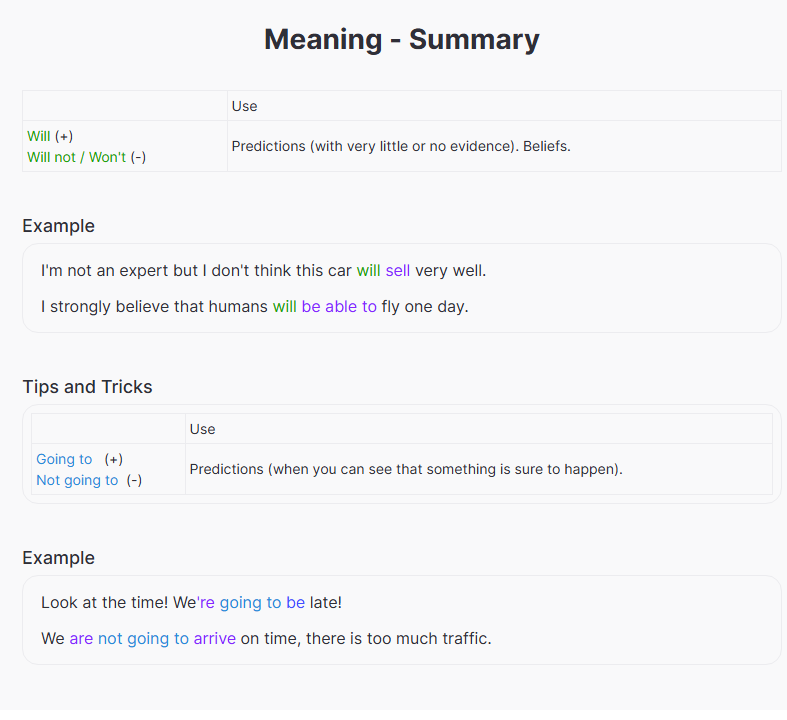 Meaning - Summary
Use
Will (+)
Will not / Won't (-)
Predictions (with very little or no evidence). Beliefs.
Example
I'm not an expert but I don't think this car will sell very well.
I strongly believe that humans will be able to fly one day.
Tips and Tricks
Use
Going to (+)
Not going to (-)
Predictions (when you can see that something is sure to happen).
Example
Look at the time! We're going to be late!
We are not going to arrive on time, there is too much traffic.